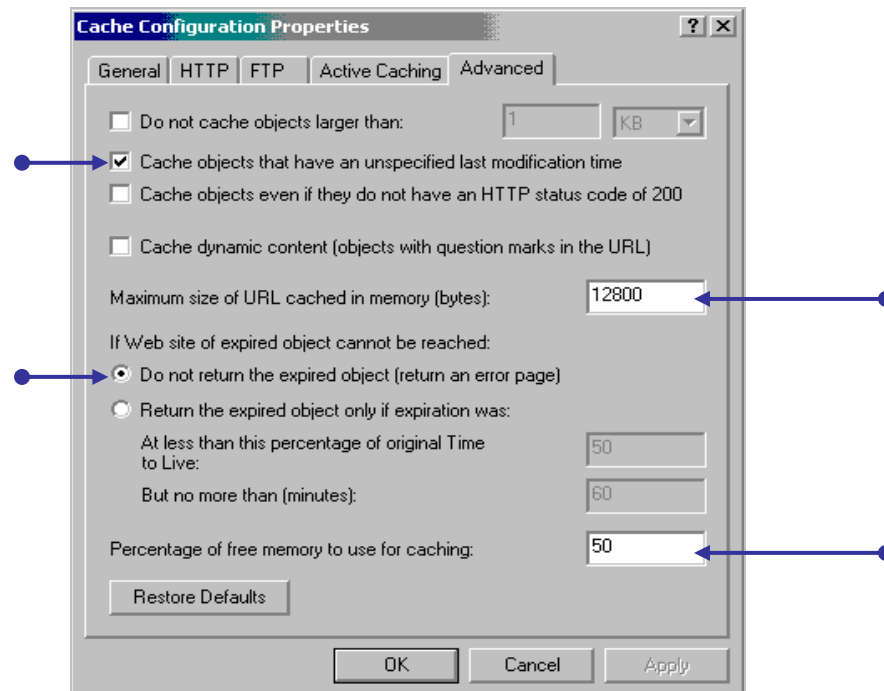 Cache Configuration Properties
General HTTP FTP Active Caching Advanced
Do not cache objects larger than: 1 KB
Cache objects that have an unspecified last modification time
Cache objects even if they do not have an HTTP status code of 200
Cache dynamic content (objects with question marks in the URL)
Maximum size of URL cached in memory (bytes): 12800
If Web site of expired object cannot be reached:
Do not return the expired object (return an error page)
Return the expired object only if expiration was:
At less than this percentage of original Time
to Live: 50
But no more than (minutes): 60
Percentage of free memory to use for caching: 50
Restore Defaults
OK Cancel Apply